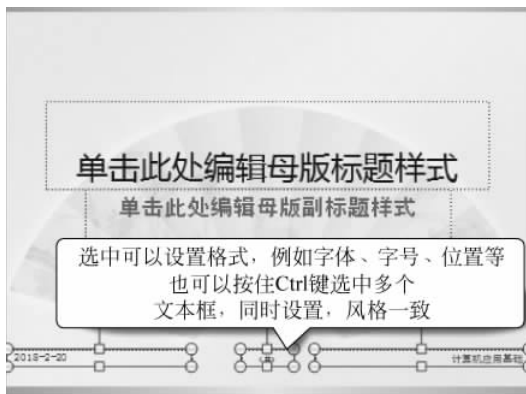 单击此处编辑母版标题样式
单击此处编辑母版副标题样式
选中可以设置格式，例如字体、字号、位置等
也可以按住Ctrl键选中多个
文本框，同时设置，风格一致
2018-2-20
计算机应用基础